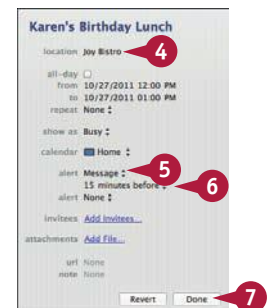 Karen's Birthday Lunch
location Joy Bistro 4
all-day
from 10/27/2011 12:00 PM
to 10/27/2011 01:00 PM
repeat None
show as Busy
calendar Home
alert Message 5
15 minutes before 6
alert None
invitees Add Invitees...
attachments Add File...
url None
note None
Revert Done 7